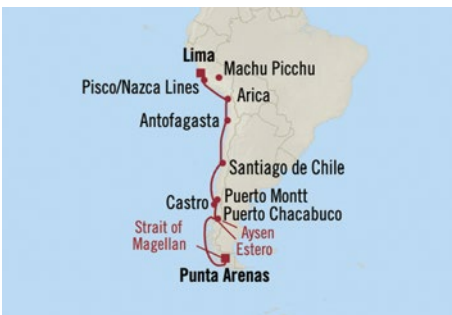 Lima
Machu Picchu
Pisco/Nazca Lines
Arica
Antofagasta
Santiago de Chile
Castro
Puerto Montt
Puerto Chacabuco
Strait of
Magellan
Aysen
Estero
Punta Arenas